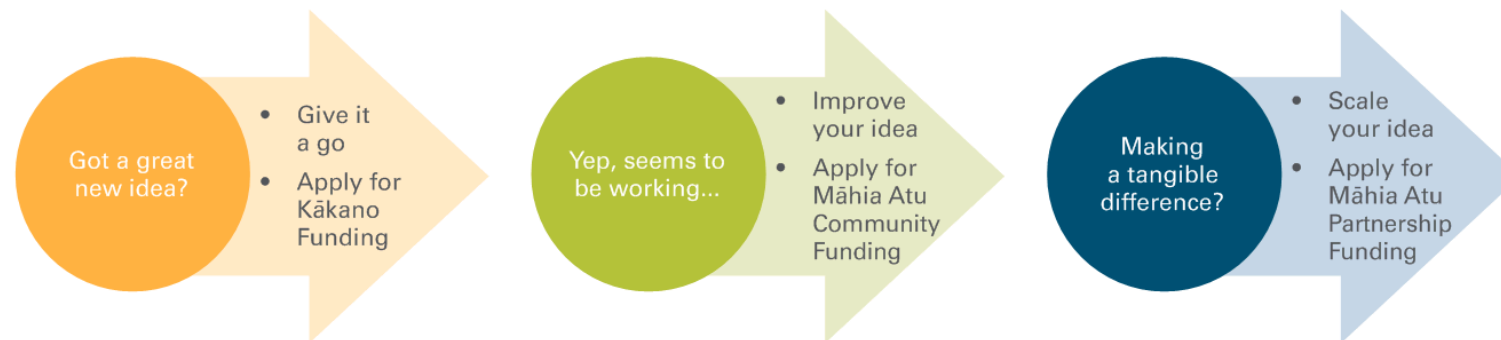 Got a great
new idea?
• Give it
a go
• Apply for
Kākano
Funding
Yep, seems to
be working...
• Improve
your idea
• Apply for
Māhia Atu
Community
Funding
Making
a tangible
difference?
• Scale
your idea
• Apply for
Māhia Atu
Partnership
Funding